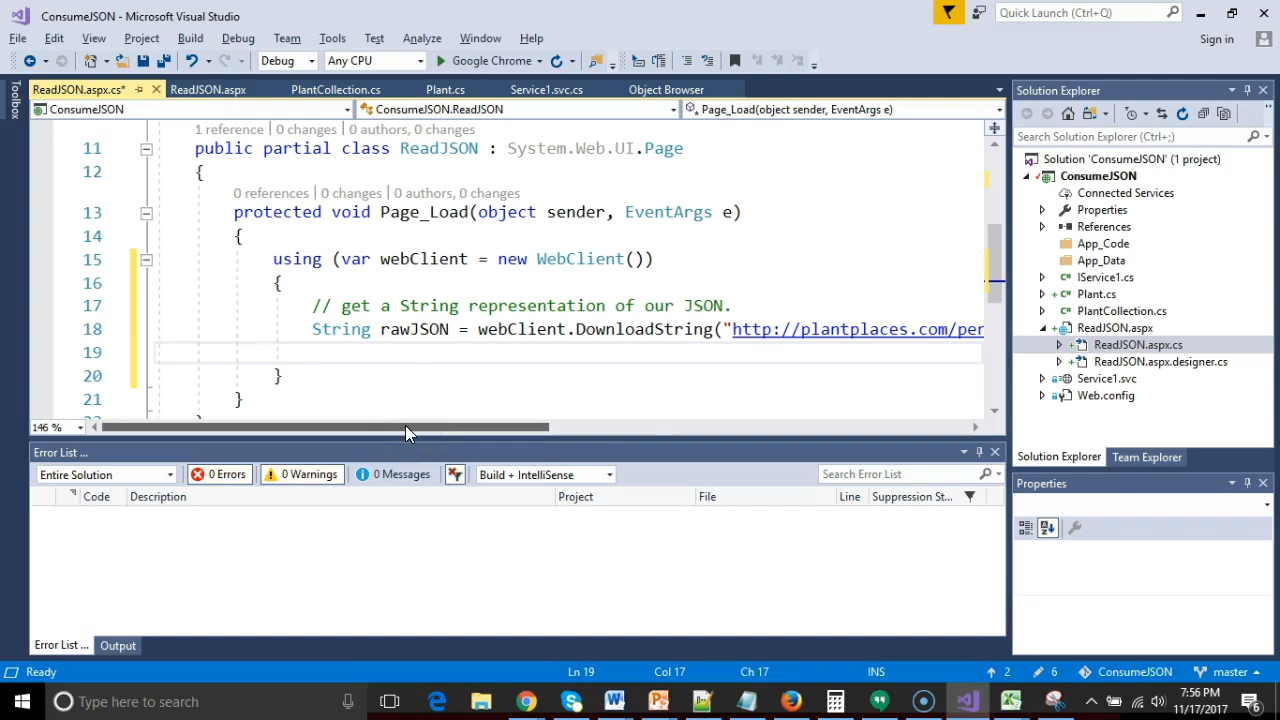 ConsumeJSON - Microsoft Visual Studio
Quick Launch (Ctrl+Q)
File Edit View Project Build Debug Team Tools Test Analyze Window Help
Sign in
Debug Any CPU Google Chrome
Toolbox
ReadJSON.aspx.cs* ReadJSON.aspx PlantCollection.cs Plant.cs Service1.svc.cs Object Browser
ConsumeJSON ConsumeJSON.ReadJSON Page_Load(object sender, EventArgs e)
1 reference | 0 changes | 0 authors, 0 changes
11 public partial class ReadJSON : System.Web.UI.Page
12 {
0 references | 0 changes | 0 authors, 0 changes
13 protected void Page_Load(object sender, EventArgs e)
14 {
15 using (var webClient = new WebClient())
16 {
17 // get a String representation of our JSON.
18 String rawJSON = webClient.DownloadString("http://plantplaces.com/per
19
20 }
21 }
146 %
Solution Explorer
Search Solution Explorer (Ctrl+;)
Solution 'ConsumeJSON' (1 project)
ConsumeJSON
Connected Services
Properties
References
App_Code
App_Data
IService1.cs
Plant.cs
PlantCollection.cs
ReadJSON.aspx
ReadJSON.aspx.cs
ReadJSON.aspx.designer.cs
Service1.svc
Web.config
Solution Explorer Team Explorer
Properties
Error List ...
Entire Solution 0 Errors 0 Warnings 0 Messages Build + IntelliSense Search Error List
Code Description Project File Line Suppression St...
Error List ... Output
Ready Ln 19 Col 17 Ch 17 INS 2 6 ConsumeJSON master
Type here to search
7:56 PM
11/17/2017
6